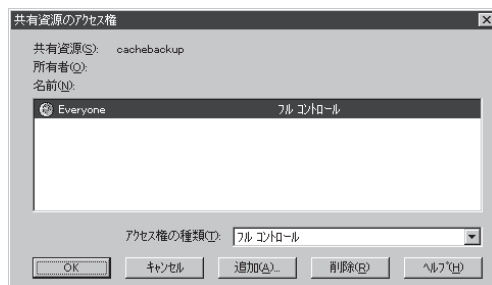 共有資源のアクセス権
共有資源(S): cachebackup
所有者(O):
名前(N):
Everyone フル コントロール
アクセス権の種類(T): フル コントロール
OK キャンセル 追加(A)... 削除(R) ヘルプ(H)